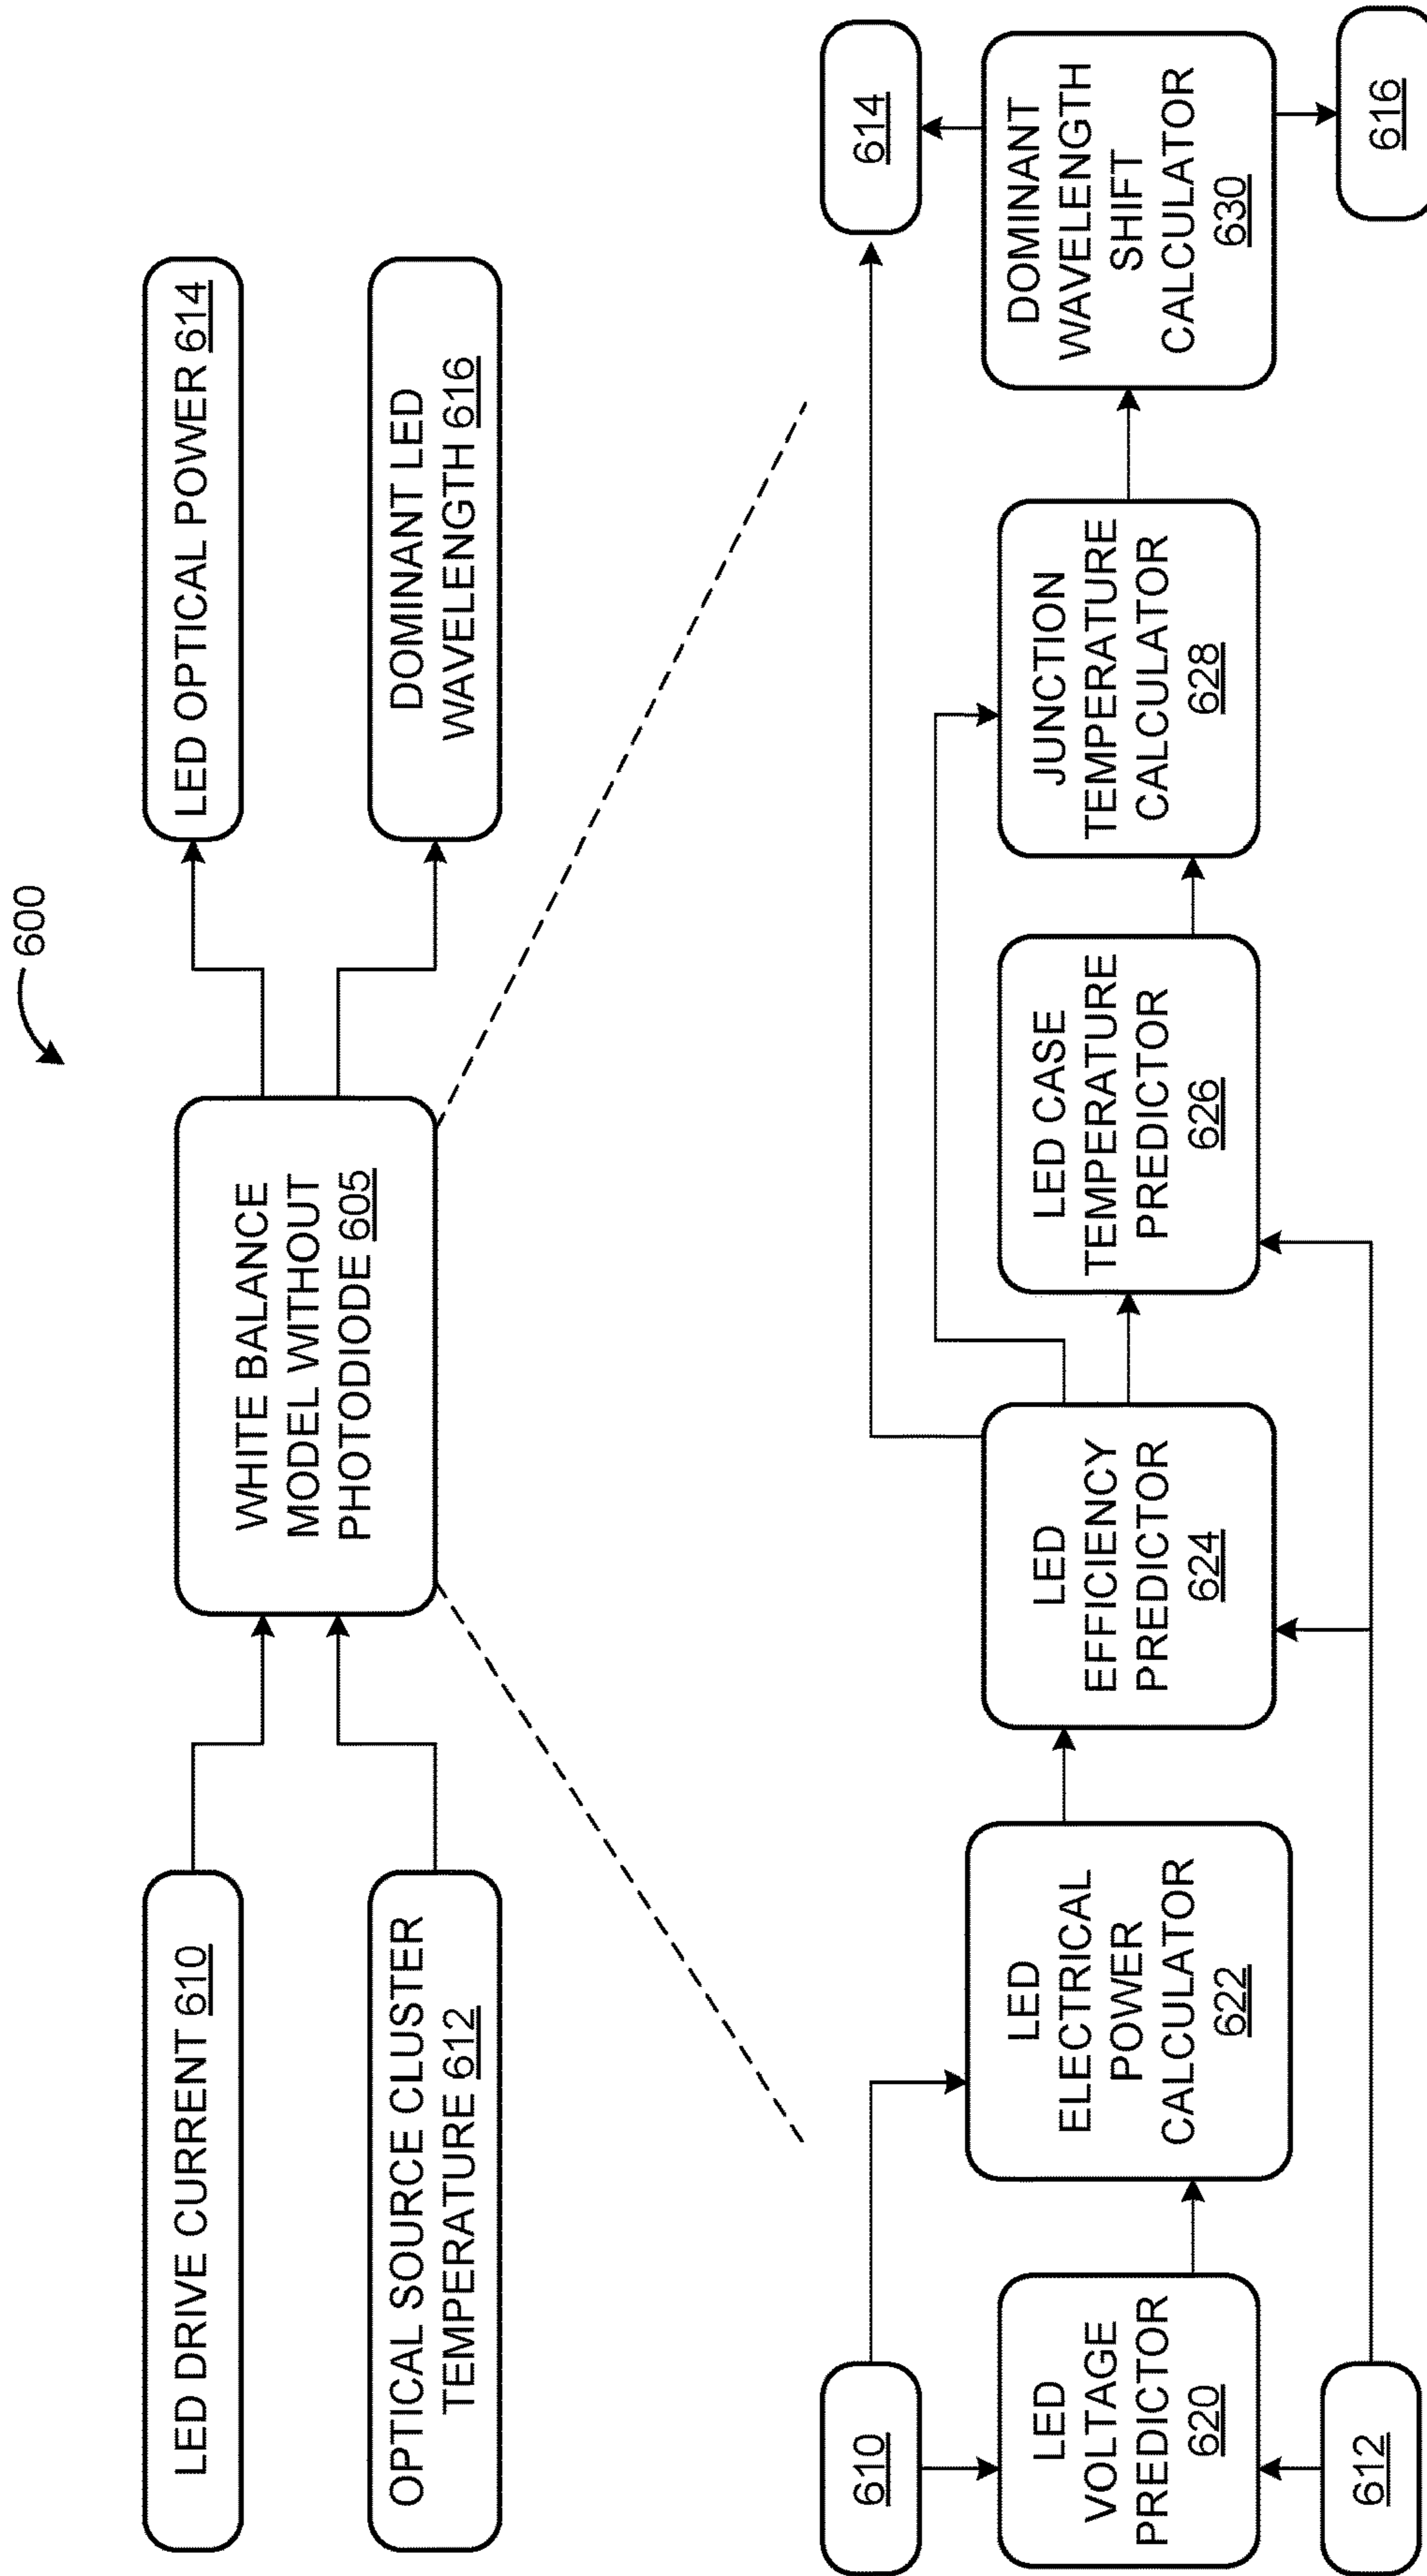 600
LED DRIVE CURRENT 610
OPTICAL SOURCE CLUSTER
TEMPERATURE 612
WHITE BALANCE
MODEL WITHOUT
PHOTODIODE 605
LED OPTICAL POWER 614
DOMINANT LED
WAVELENGTH 616
610
612
LED
VOLTAGE
PREDICTOR
620
LED
ELECTRICAL
POWER
CALCULATOR
622
LED
EFFICIENCY
PREDICTOR
624
LED CASE
TEMPERATURE
PREDICTOR
626
JUNCTION
TEMPERATURE
CALCULATOR
628
DOMINANT
WAVELENGTH
SHIFT
CALCULATOR
630
614
616